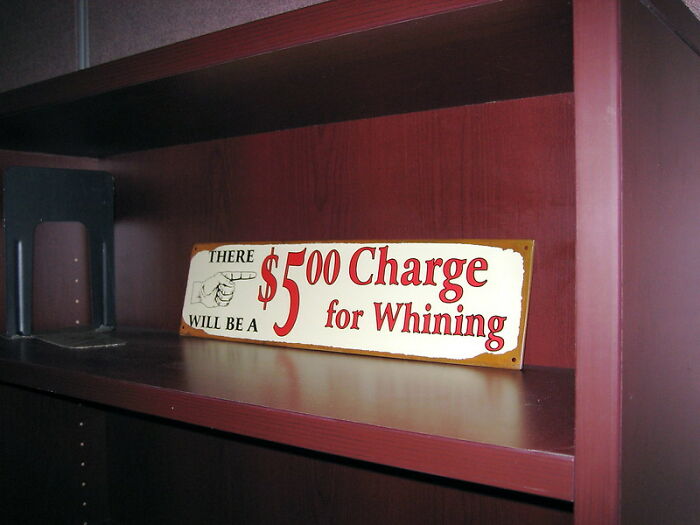 THERE
WILL BE A
$500 Charge
for Whining